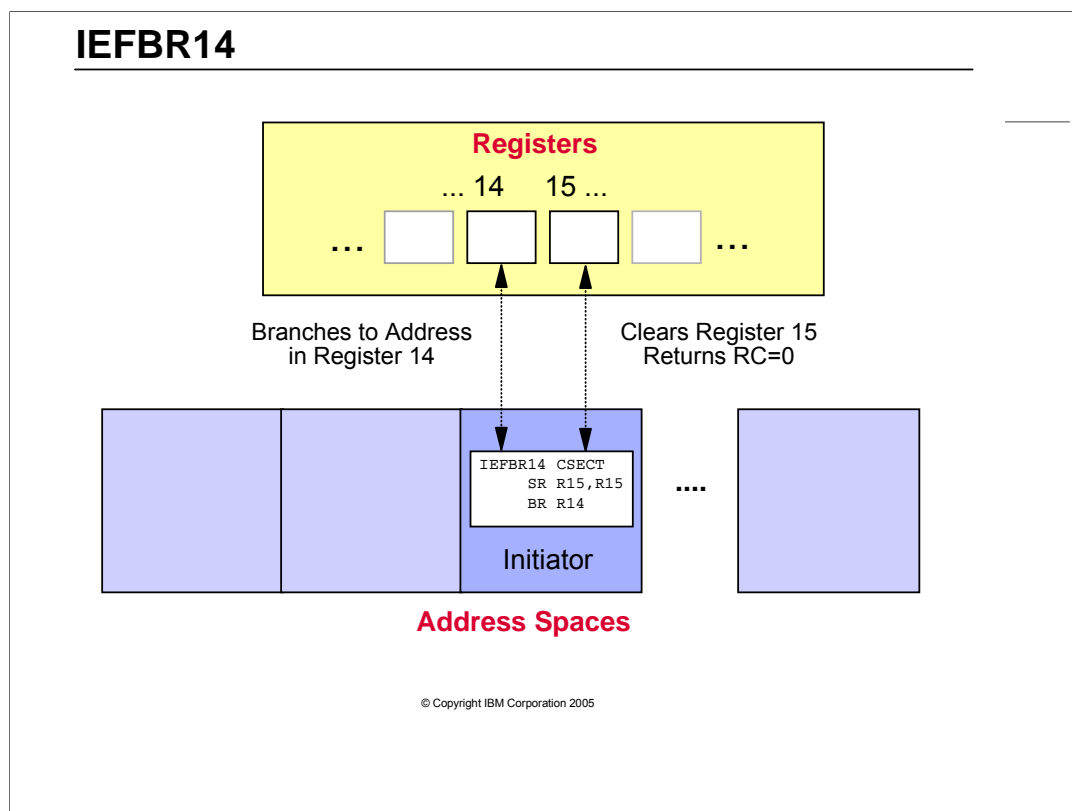 IEFBR14
Registers
... 14 15 ...
... ...
Branches to Address
in Register 14
Clears Register 15
Returns RC=0
IEFBR14 CSECT
SR R15,R15
BR R14
....
Initiator
Address Spaces
© Copyright IBM Corporation 2005